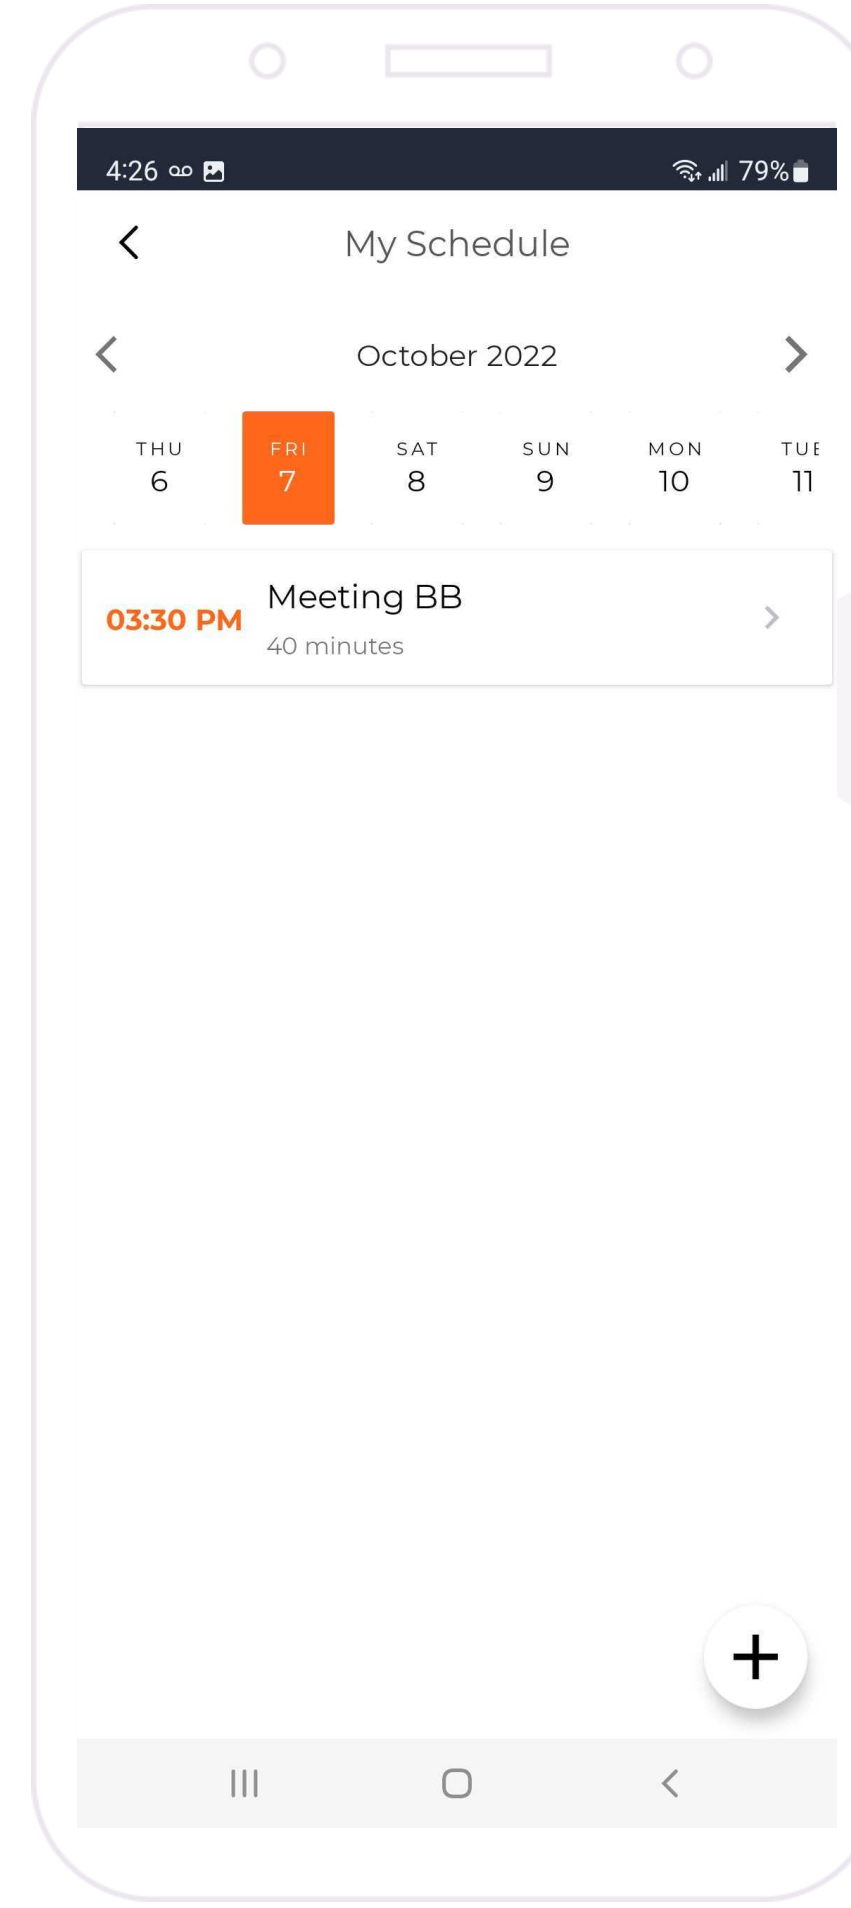 4:26 79%
My Schedule
October 2022
THU FRI SAT SUN MON TUE
6 7 8 9 10 11
03:30 PM Meeting BB
40 minutes